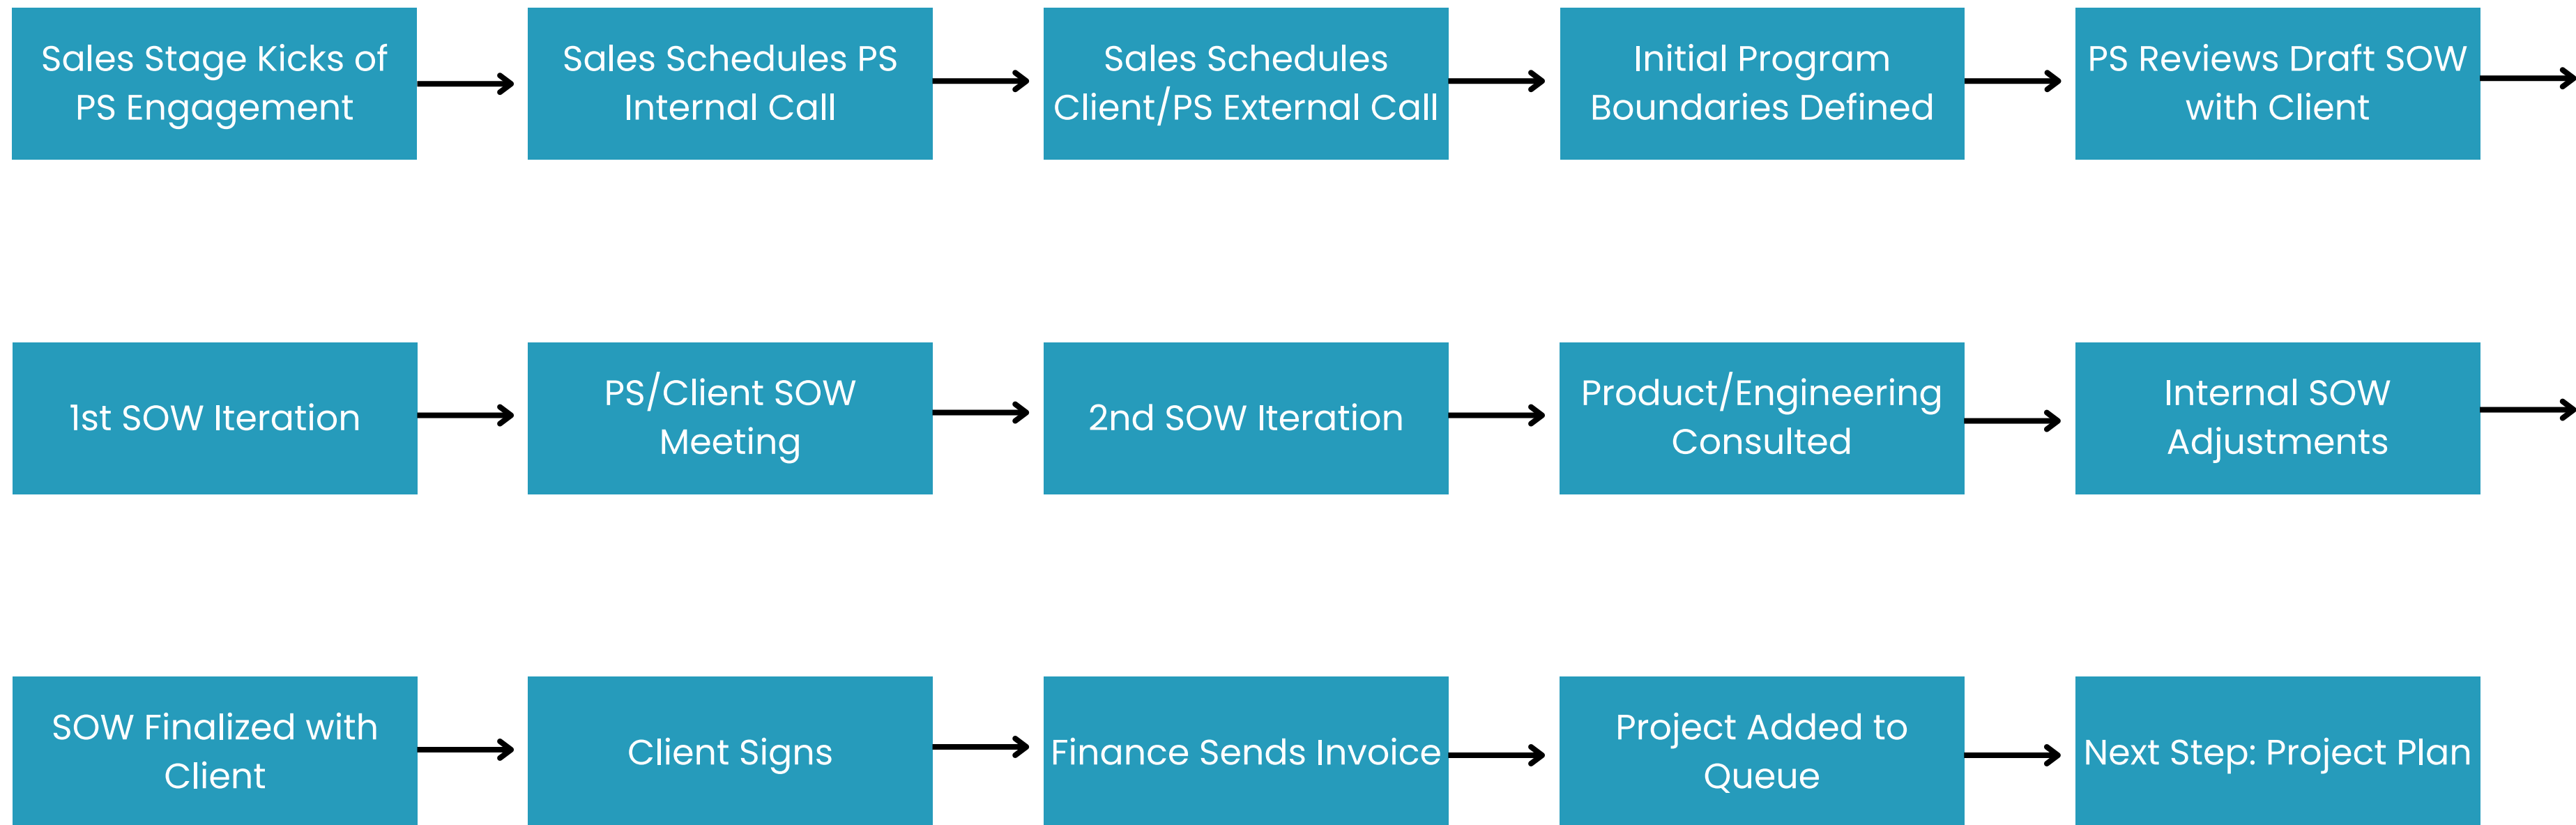 Sales Stage Kicks of
PS Engagement
Sales Schedules PS
Internal Call
Sales Schedules
Client/PS External Call
Initial Program
Boundaries Defined
PS Reviews Draft SOW
with Client
1st SOW Iteration
PS/Client SOW
Meeting
2nd SOW Iteration
Product/Engineering
Consulted
Internal SOW
Adjustments
SOW Finalized with
Client
Client Signs
Finance Sends Invoice
Project Added to
Queue
Next Step: Project Plan